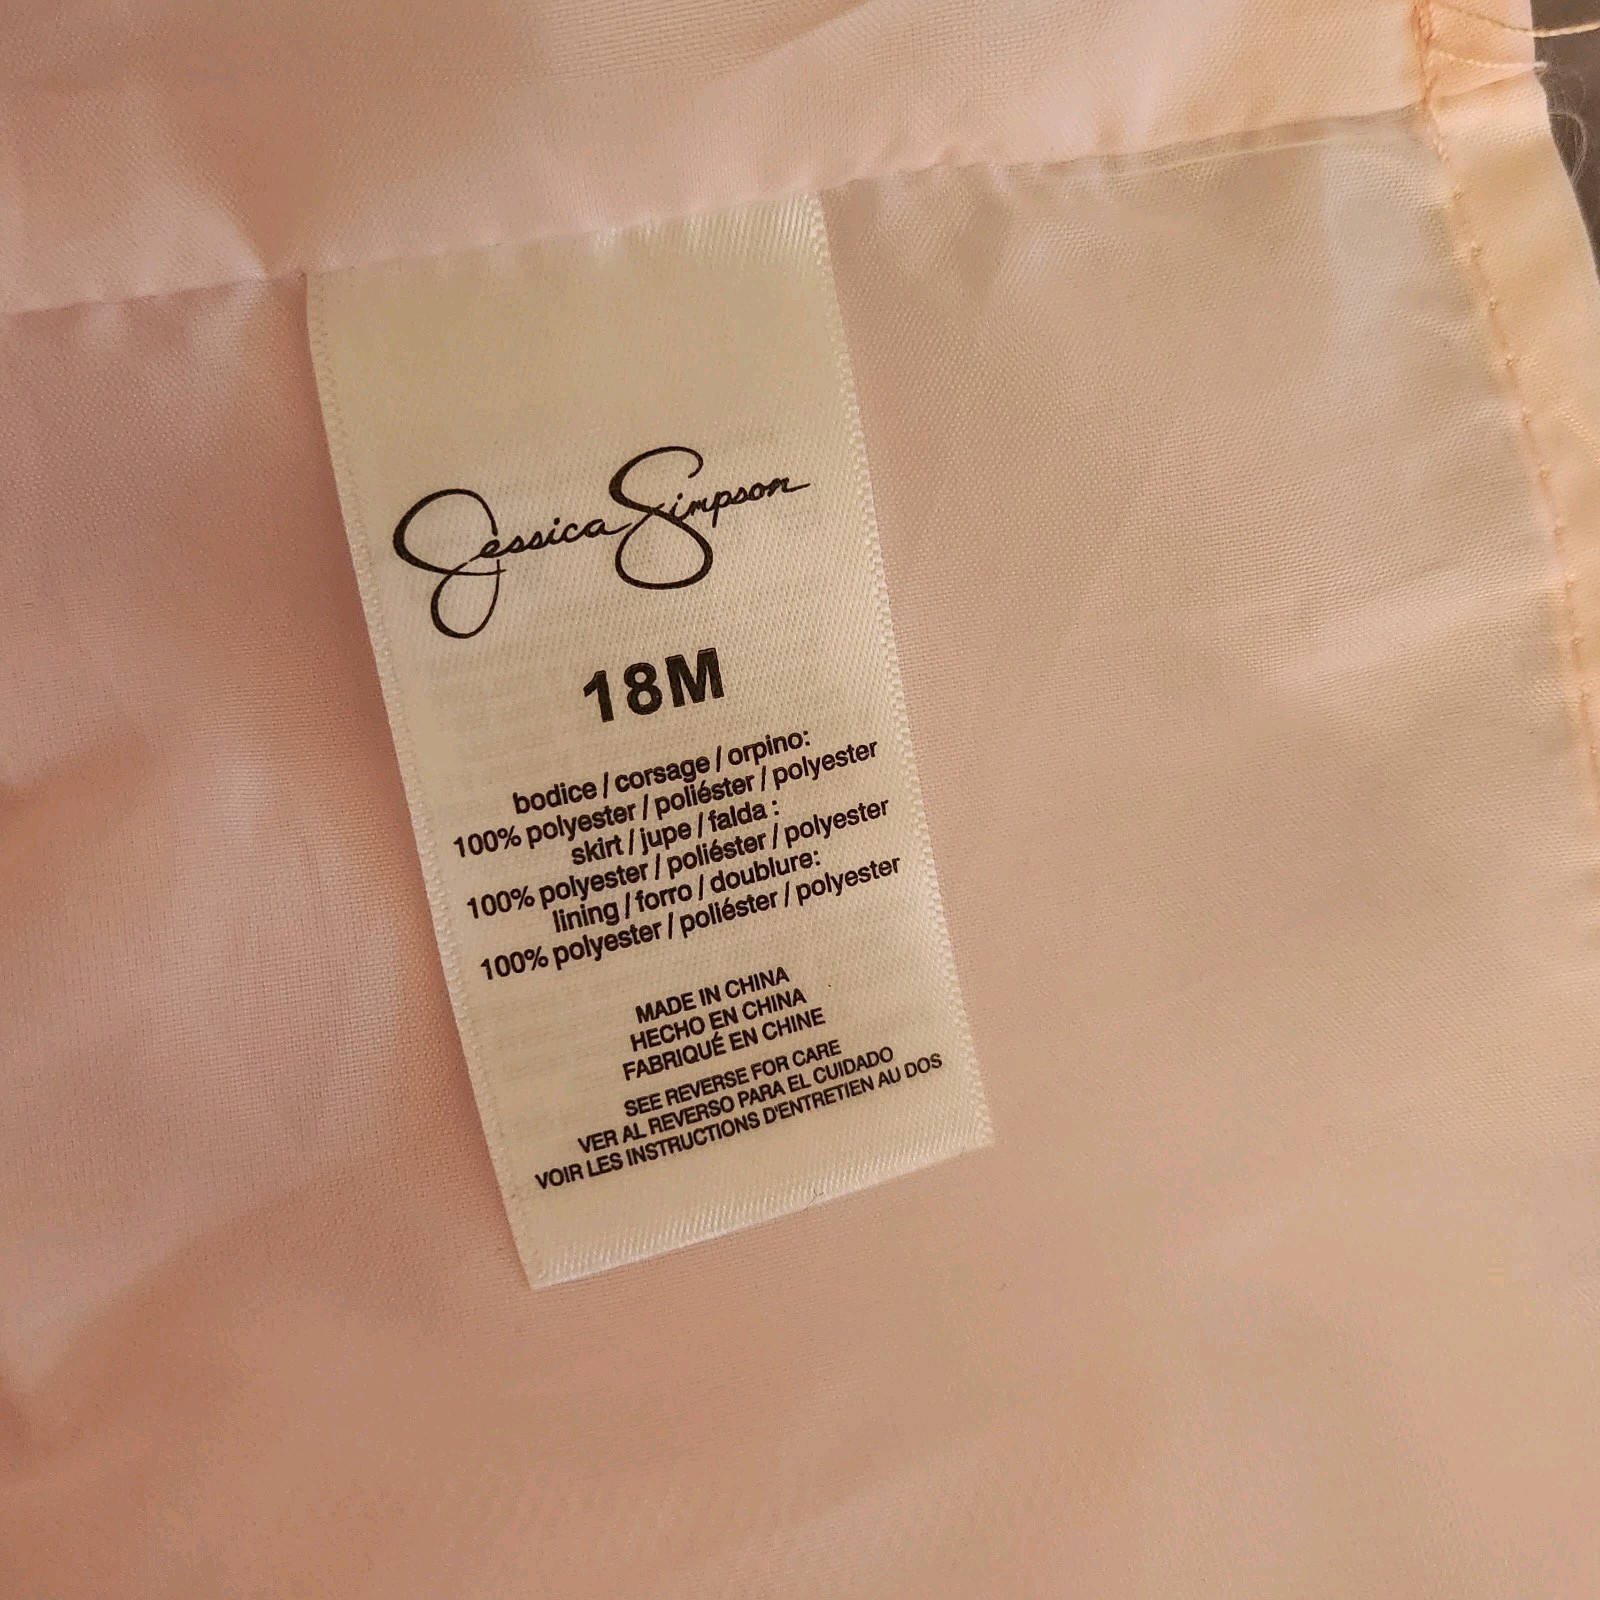 Jessica Simpson
18M
bodice / corsage / orpino:
100% polyester / poliéster / polyester
skirt / jupe / falda :
100% polyester / poliéster / polyester
lining / forro / doublure:
100% polyester / poliéster / polyester
MADE IN CHINA
HECHO EN CHINA
FABRIQUÉ EN CHINE
SEE REVERSE FOR CARE
VER AL REVERSO PARA EL CUIDADO
VOIR LES INSTRUCTIONS D'ENTRETIEN AU DOS